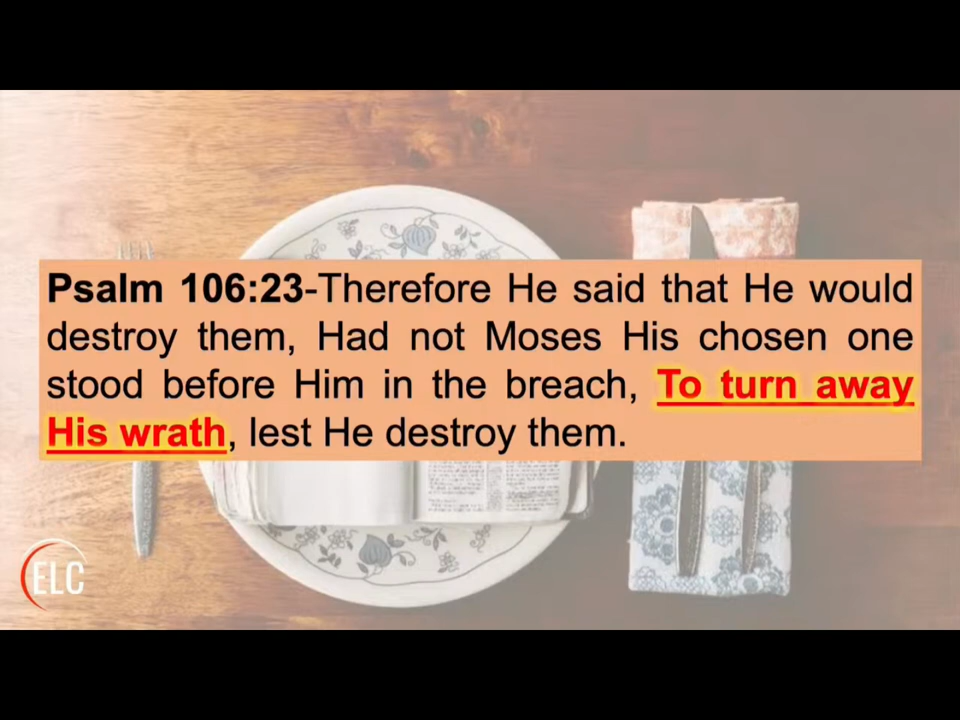 Psalm 106:23-Therefore He said that He would
destroy them, Had not Moses His chosen one
stood before Him in the breach, To turn away
His wrath, lest He destroy them.
ELC